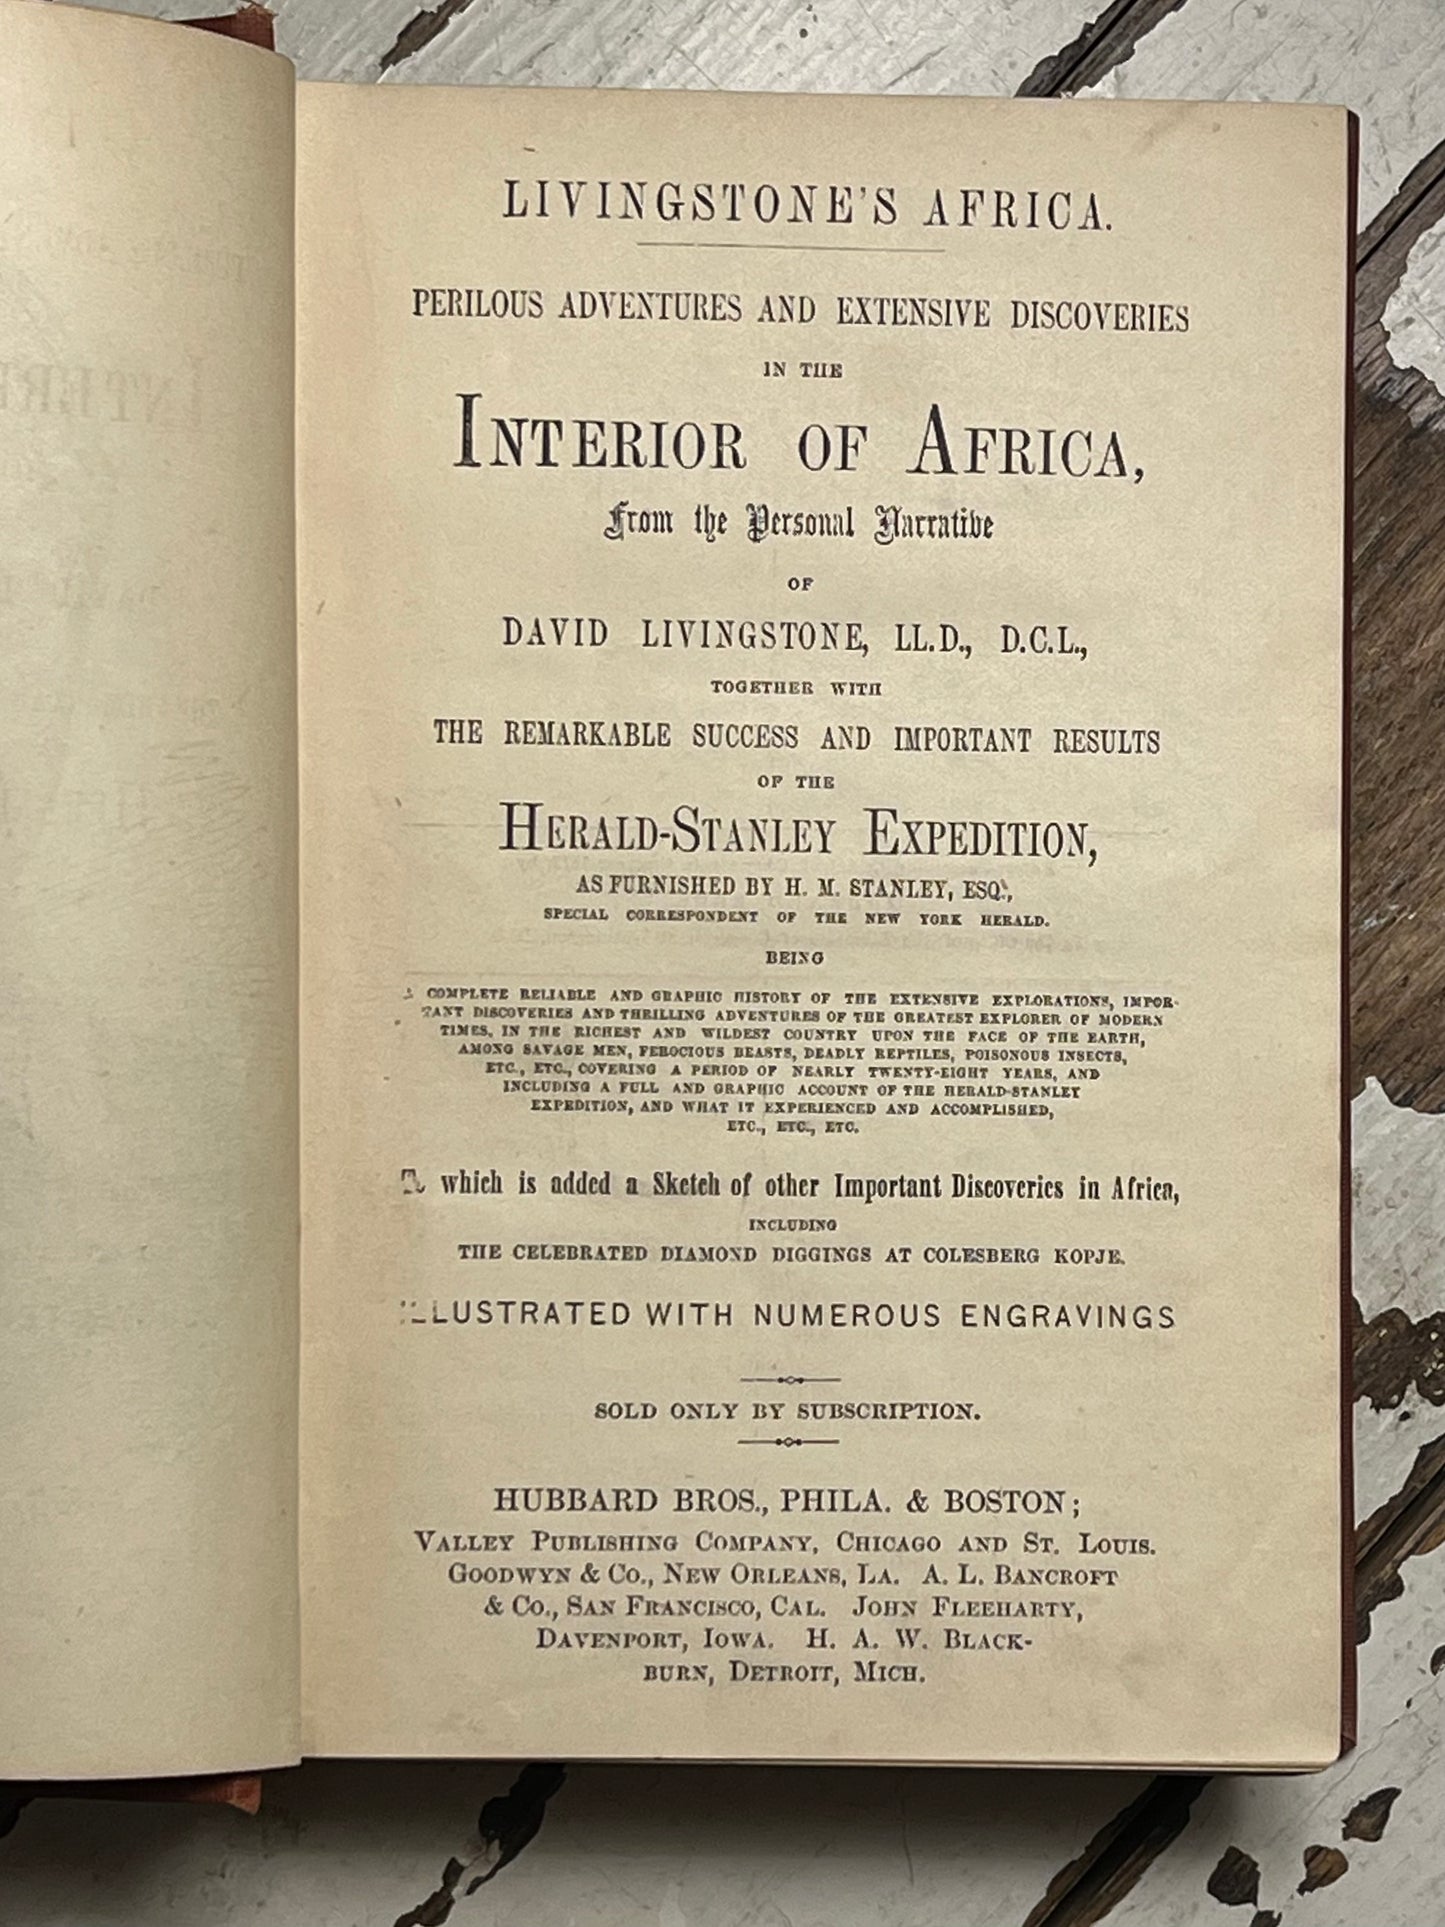 LIVINGSTONE'S AFRICA.
PERILOUS ADVENTURES AND EXTENSIVE DISCOVERIES
IN THE
INTERIOR OF AFRICA,
From the Personal Narrative
OF
DAVID LIVINGSTONE, LL.D., D.C.L.,
TOGETHER WITH
THE REMARKABLE SUCCESS AND IMPORTANT RESULTS
OF THE
HERALD-STANLEY EXPEDITION,
AS FURNISHED BY H. M. STANLEY, ESQ.,
SPECIAL CORRESPONDENT OF THE NEW YORK HERALD.
BEING
A COMPLETE RELIABLE AND GRAPHIC HISTORY OF THE EXTENSIVE EXPLORATIONS, IMPOR-
TANT DISCOVERIES AND THRILLING ADVENTURES OF THE GREATEST EXPLORER OF MODERN
TIMES, IN THE RICHEST AND WILDEST COUNTRY UPON THE FACE OF THE EARTH,
AMONG SAVAGE MEN, FEROCIOUS BEASTS, DEADLY REPTILES, POISONOUS INSECTS,
ETC., ETC., COVERING A PERIOD OF NEARLY TWENTY-EIGHT YEARS, AND
INCLUDING A FULL AND GRAPHIC ACCOUNT OF THE HERALD-STANLEY
EXPEDITION, AND WHAT IT EXPERIENCED AND ACCOMPLISHED,
ETC., ETC., ETC.
To which is added a Sketch of other Important Discoveries in Africa,
INCLUDING
THE CELEBRATED DIAMOND DIGGINGS AT COLESBERG KOPJE.
ILLUSTRATED WITH NUMEROUS ENGRAVINGS
SOLD ONLY BY SUBSCRIPTION.
HUBBARD BROS., PHILA. & BOSTON;
VALLEY PUBLISHING COMPANY, CHICAGO AND ST. LOUIS.
GOODWYN & CO., NEW ORLEANS, LA. A. L. BANCROFT
& CO., SAN FRANCISCO, CAL. JOHN FLEEHARTY,
DAVENPORT, IOWA. H. A. W. BLACK-
BURN, DETROIT, MICH.